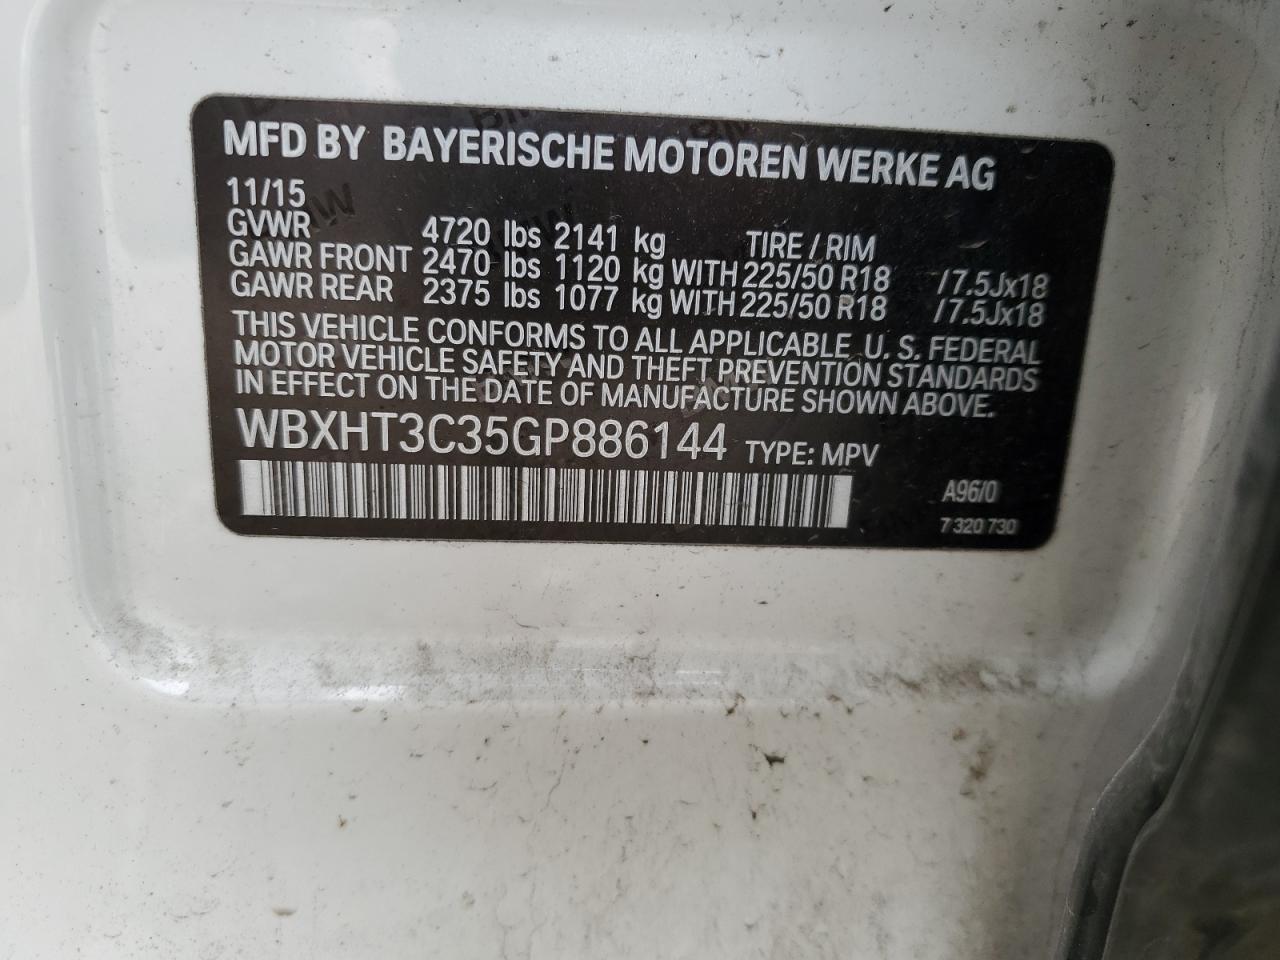 MFD BY BAYERISCHE MOTOREN WERKE AG
11/15
GVWR 4720 lbs 2141 kg TIRE / RIM
GAWR FRONT 2470 lbs 1120 kg WITH 225/50 R18 /7.5Jx18
GAWR REAR 2375 lbs 1077 kg WITH 225/50 R18 /7.5Jx18
THIS VEHICLE CONFORMS TO ALL APPLICABLE U. S. FEDERAL
MOTOR VEHICLE SAFETY AND THEFT PREVENTION STANDARDS
IN EFFECT ON THE DATE OF MANUFACTURE SHOWN ABOVE.
WBXHT3C35GP886144 TYPE: MPV
A96/0
7 320 730